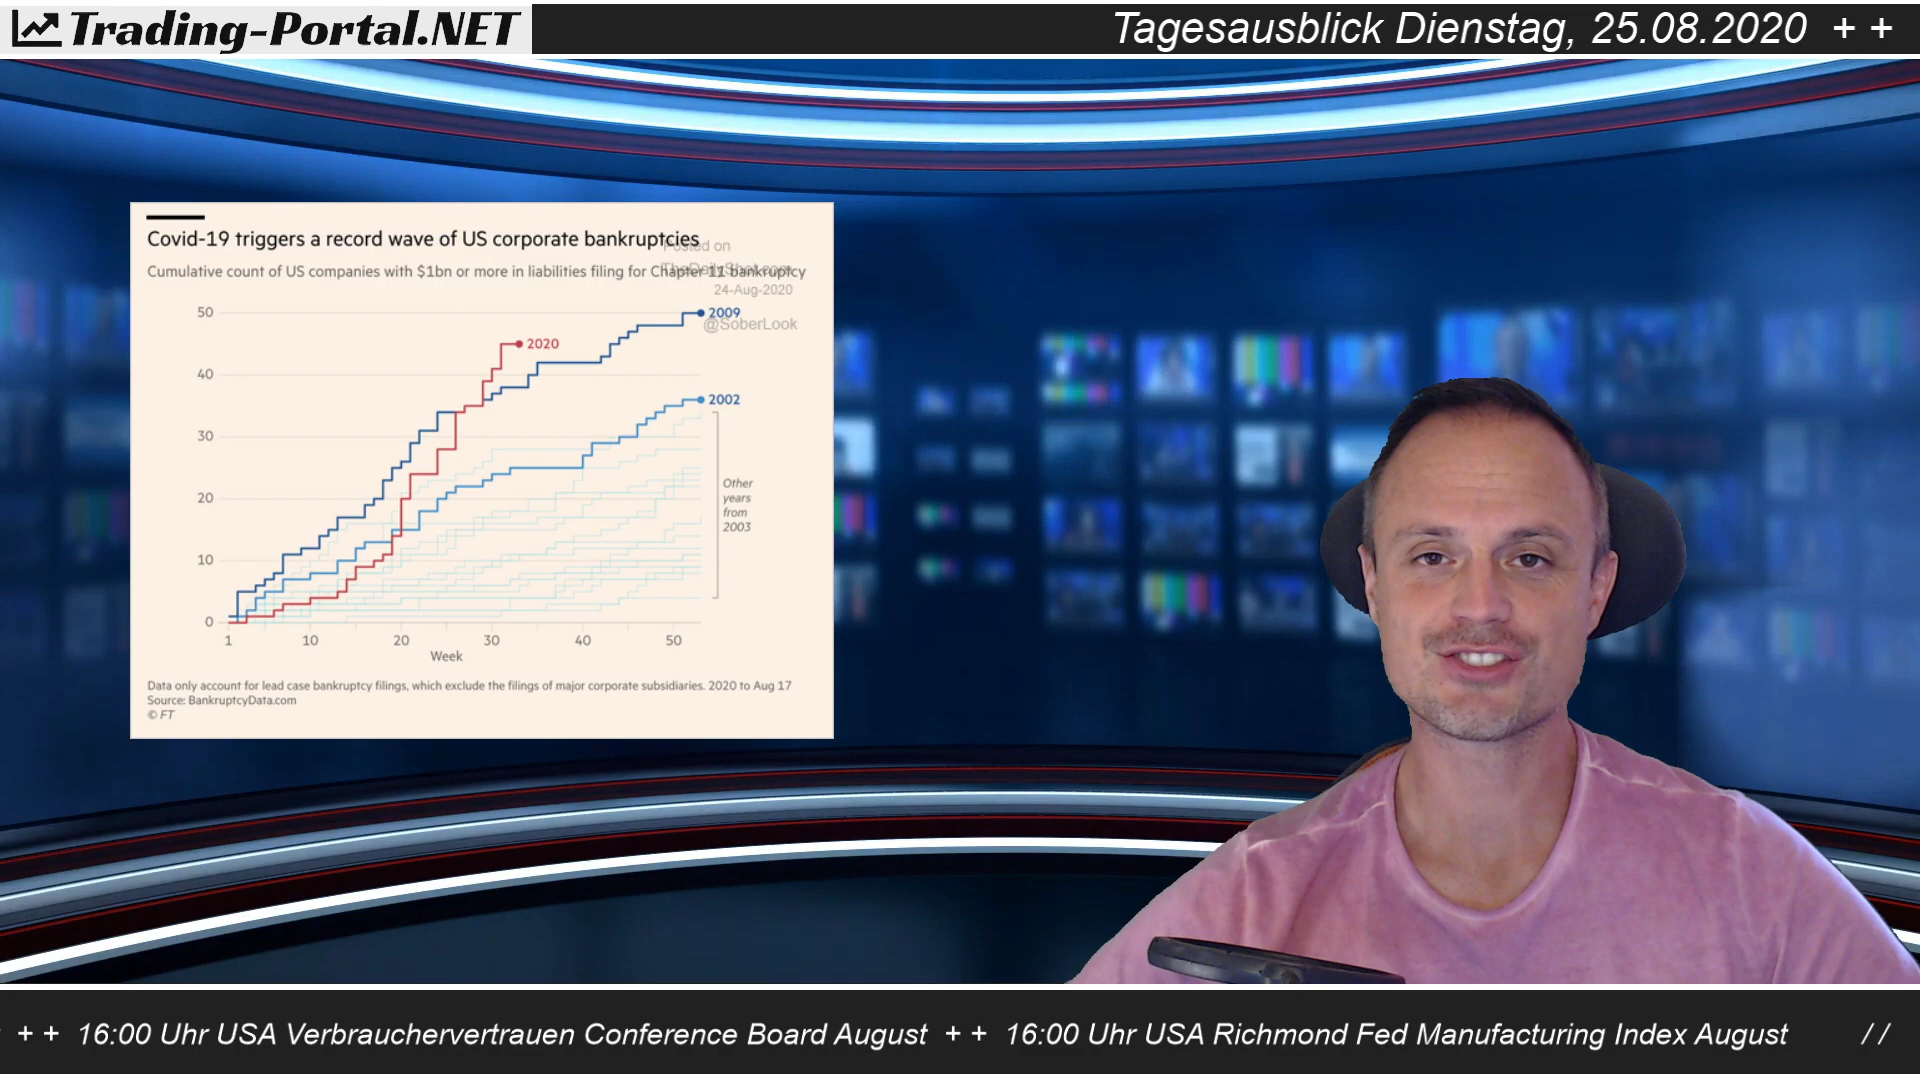 Trading-Portal.NET
Tagesausblick Dienstag, 25.08.2020 ++
Covid-19 triggers a record wave of US corporate bankruptcies
Posted on
Cumulative count of US companies with $1bn or more in liabilities filing for Chapter 11 bankruptcy
TheDailyShot.com
24-Aug-2020
@SoberLook
50
2009
2020
40
2002
30
Other
years
from
2003
20
10
0
1 10 20 30 40 50
Week
Data only account for lead case bankruptcy filings, which exclude the filings of major corporate subsidiaries. 2020 to Aug 17
Source: BankruptcyData.com
© FT
++ 16:00 Uhr USA Verbrauchervertrauen Conference Board August ++ 16:00 Uhr USA Richmond Fed Manufacturing Index August //